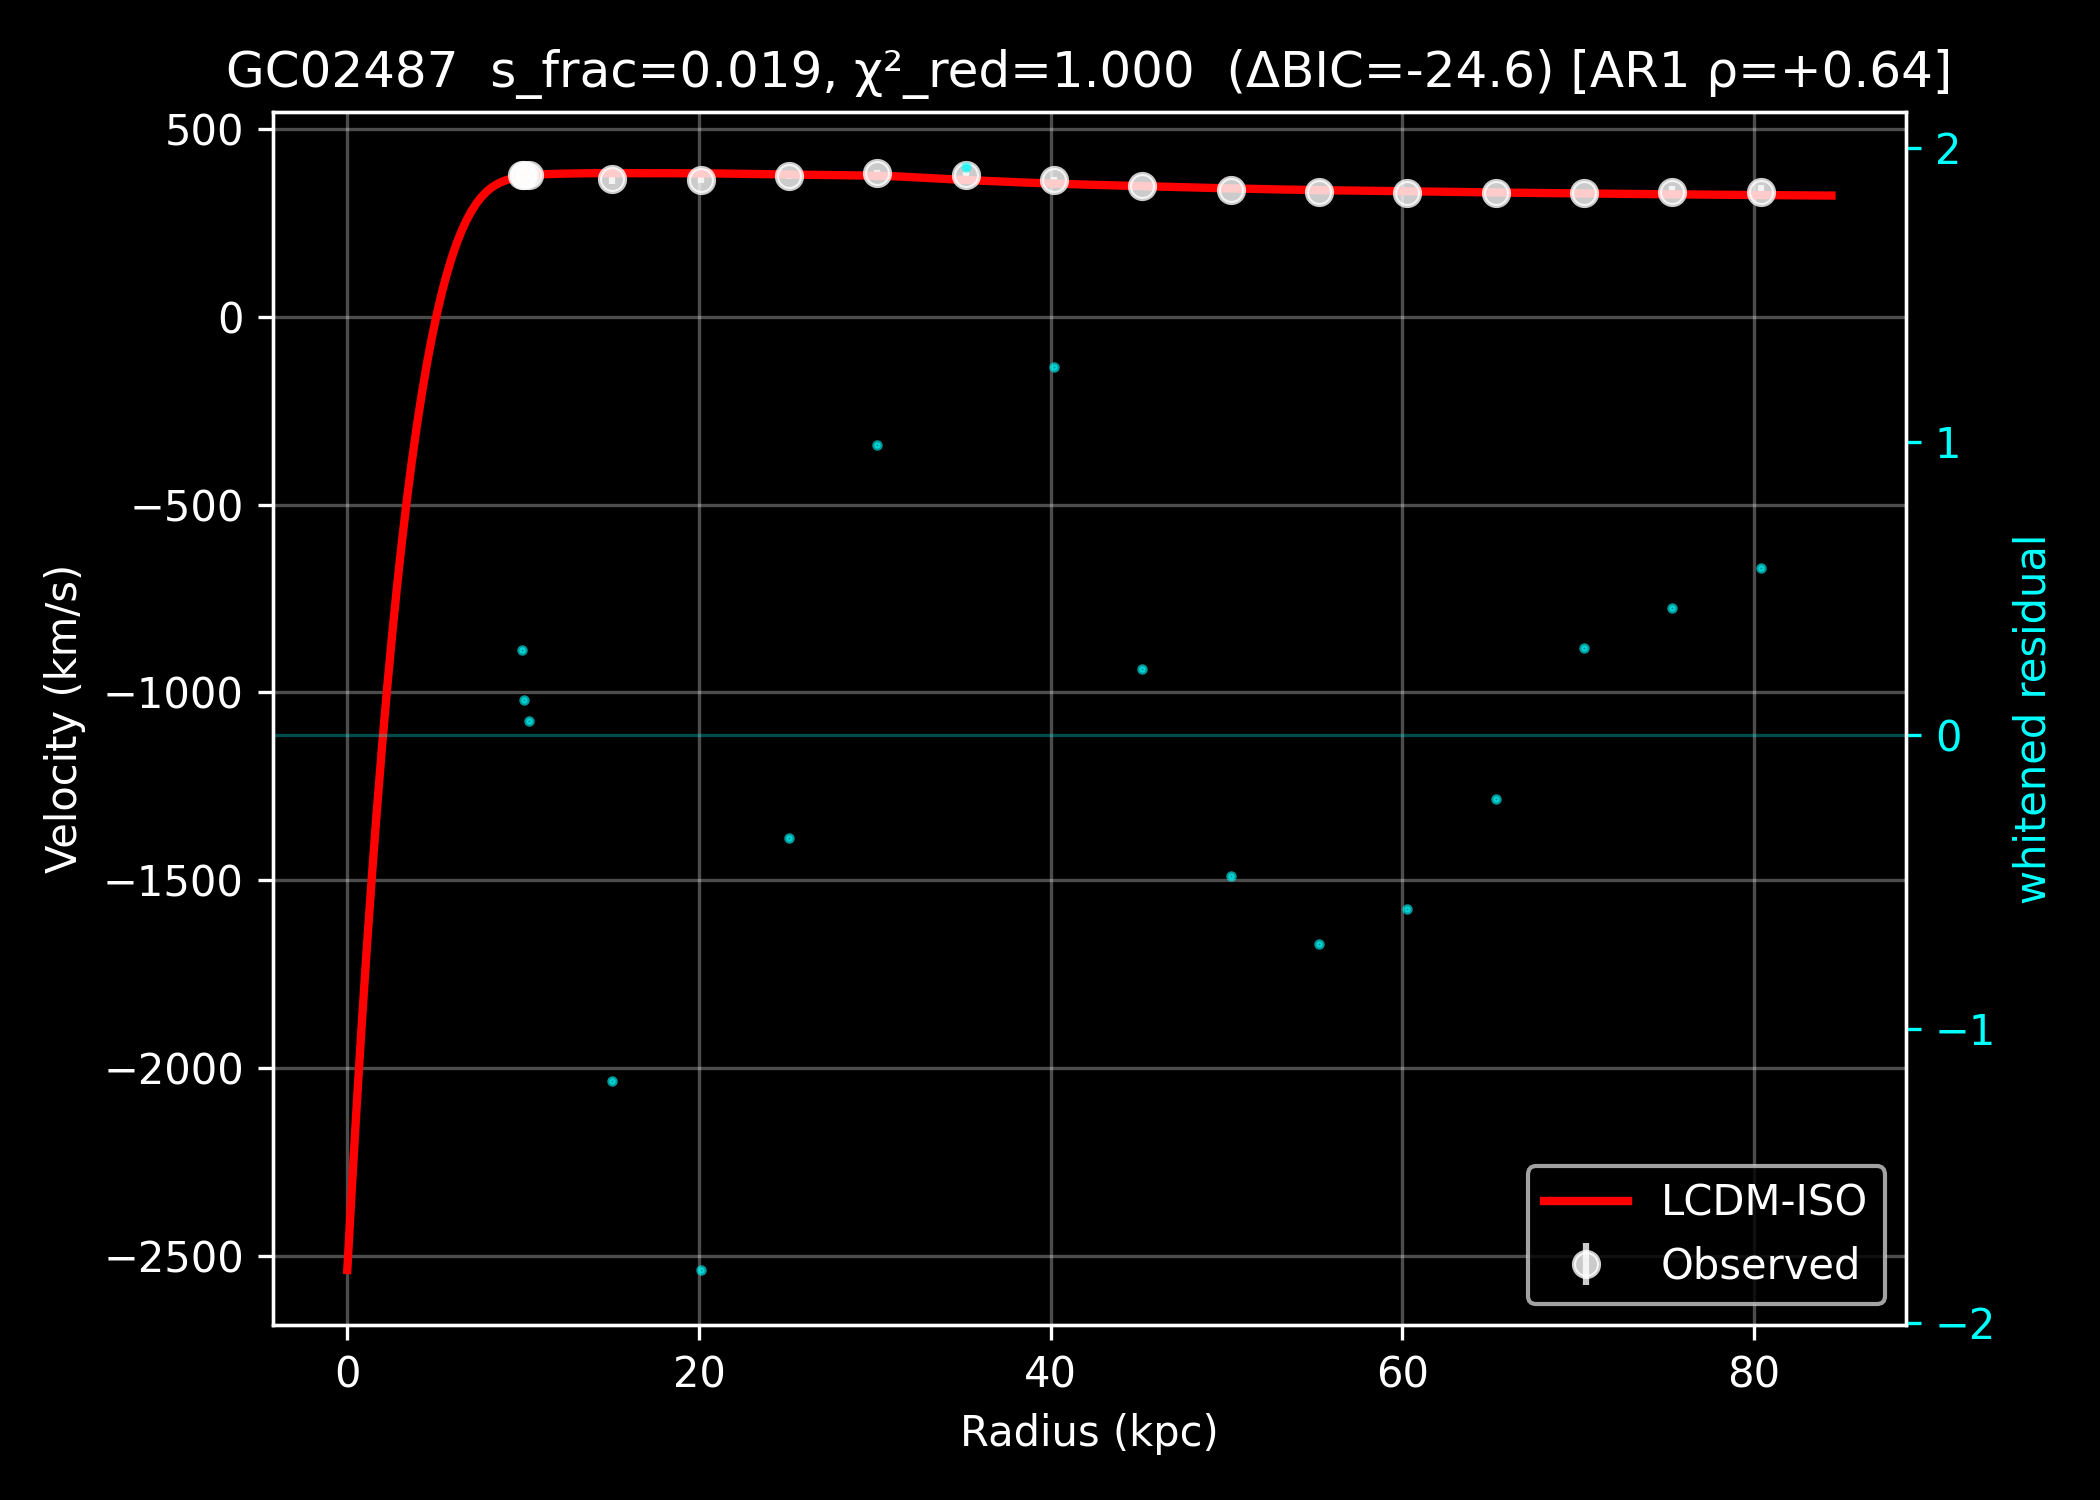 GC02487 s_frac=0.019, χ²_red=1.000 (ΔBIC=-24.6) [AR1 ρ=+0.64]
500
0
−500
−1000
−1500
−2000
−2500
Velocity (km/s)
2
1
0
−1
−2
whitened residual
LCDM-ISO
Observed
0 20 40 60 80
Radius (kpc)